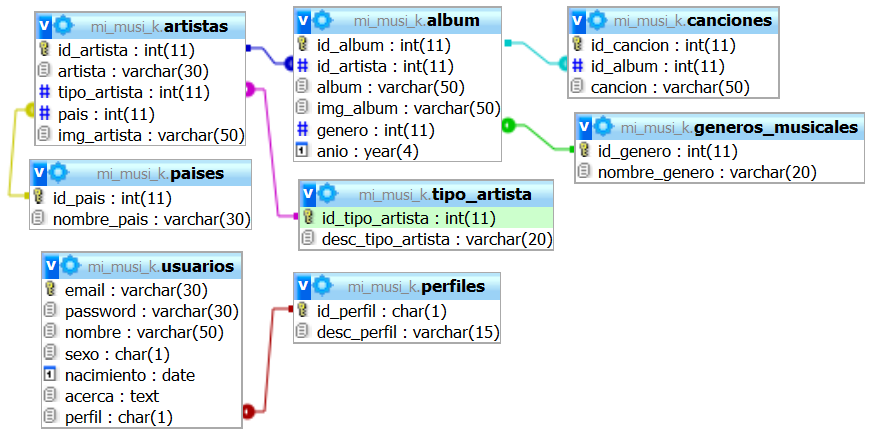 mi_musi_k.artistas
id_artista : int(11)
artista : varchar(30)
tipo_artista : int(11)
pais : int(11)
img_artista : varchar(50)
mi_musi_k.album
id_album : int(11)
id_artista : int(11)
album : varchar(50)
img_album : varchar(50)
genero : int(11)
anio : year(4)
mi_musi_k.canciones
id_cancion : int(11)
id_album : int(11)
cancion : varchar(50)
mi_musi_k.generos_musicales
id_genero : int(11)
nombre_genero : varchar(20)
mi_musi_k.paises
id_pais : int(11)
nombre_pais : varchar(30)
mi_musi_k.tipo_artista
id_tipo_artista : int(11)
desc_tipo_artista : varchar(20)
mi_musi_k.usuarios
email : varchar(30)
password : varchar(30)
nombre : varchar(50)
sexo : char(1)
nacimiento : date
acerca : text
perfil : char(1)
mi_musi_k.perfiles
id_perfil : char(1)
desc_perfil : varchar(15)